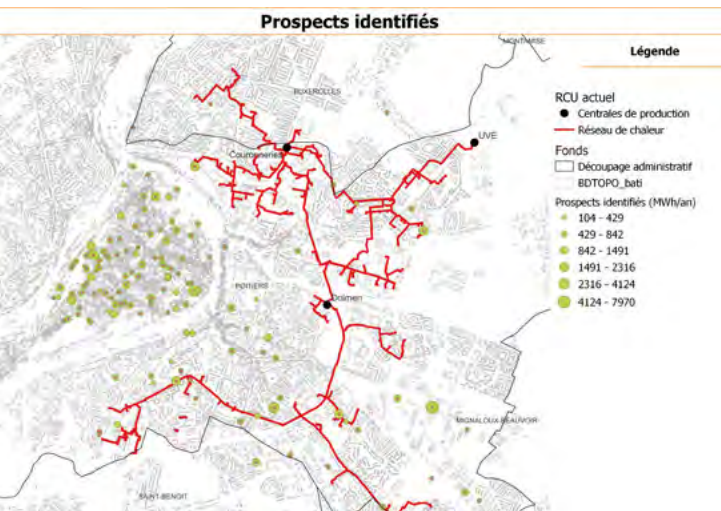 Prospects identifiés
MONTAMISE
Légende
BUXEROLLES
RCU actuel
Centrales de production
UVE
Réseau de chaleur
Couronneries
Fonds
Découpage administratif
BDTOPO_bati
Prospects identifiés (MWh/an)
104 - 429
429 - 842
842 - 1491
1491 - 2316
2316 - 4124
4124 - 7970
POITIERS
Dolmen
MIGNALOUX-BEAUVOIR
SAINT-BENOIT